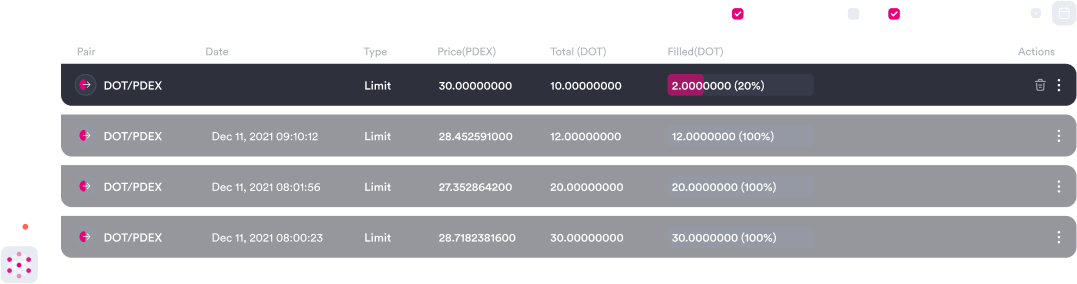 Pair Date Type Price(PDEX) Total (DOT) Filled(DOT) Actions
DOT/PDEX Limit 30.00000000 10.00000000 2.0000000 (20%)
DOT/PDEX Dec 11, 2021 09:10:12 Limit 28.452591000 12.00000000 12.0000000 (100%)
DOT/PDEX Dec 11, 2021 08:01:56 Limit 27.352864200 20.00000000 20.0000000 (100%)
DOT/PDEX Dec 11, 2021 08:00:23 Limit 28.7182381600 30.00000000 30.0000000 (100%)